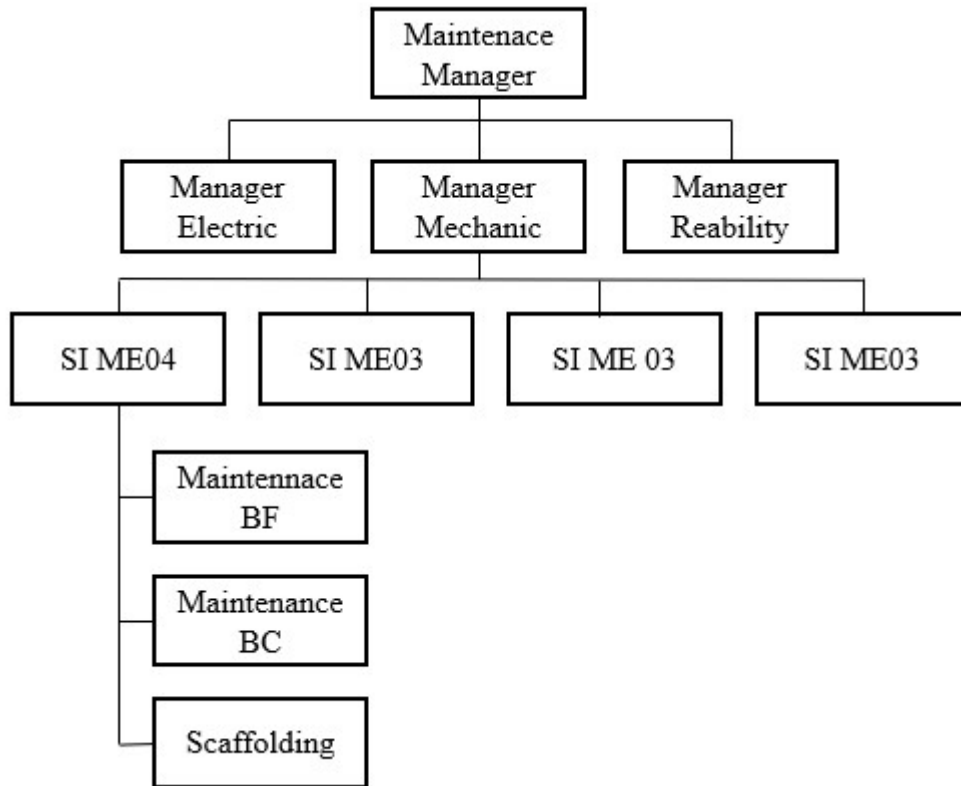 Maintenace
Manager
Manager
Electric
Manager
Mechanic
Manager
Reability
SI ME04
SI ME03
SI ME 03
SI ME03
Maintennace
BF
Maintenance
BC
Scaffolding